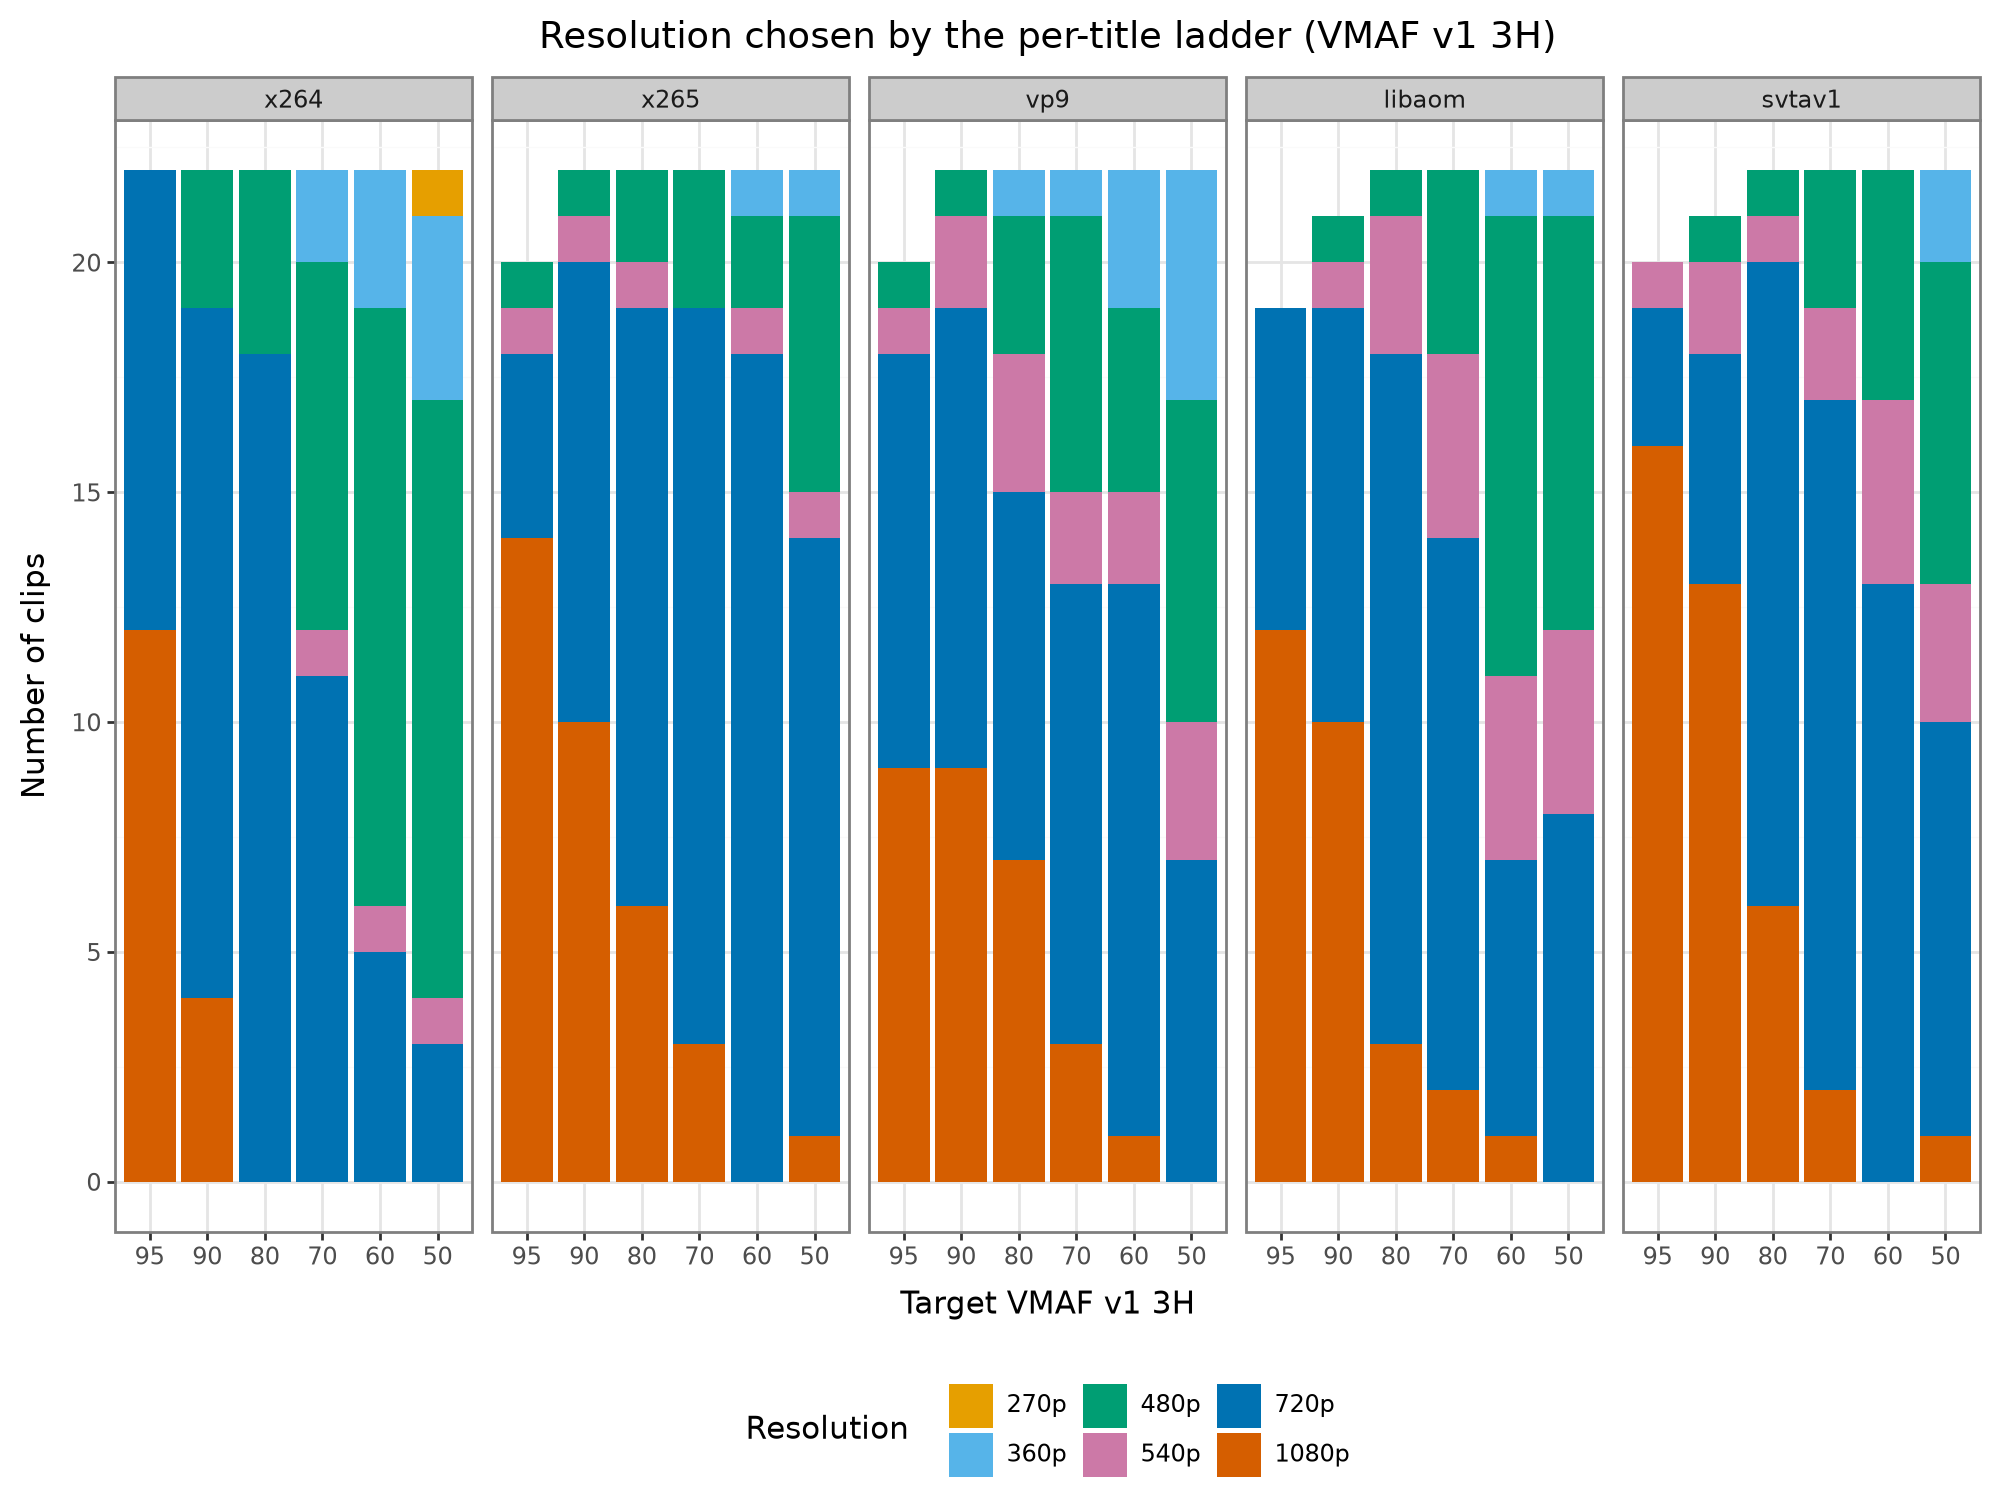 Resolution chosen by the per-title ladder (VMAF v1 3H)
x264 x265 vp9 libaom svtav1
20
15
10
5
0
Number of clips
95 90 80 70 60 50 95 90 80 70 60 50 95 90 80 70 60 50 95 90 80 70 60 50 95 90 80 70 60 50
Target VMAF v1 3H
Resolution
270p 480p 720p
360p 540p 1080p